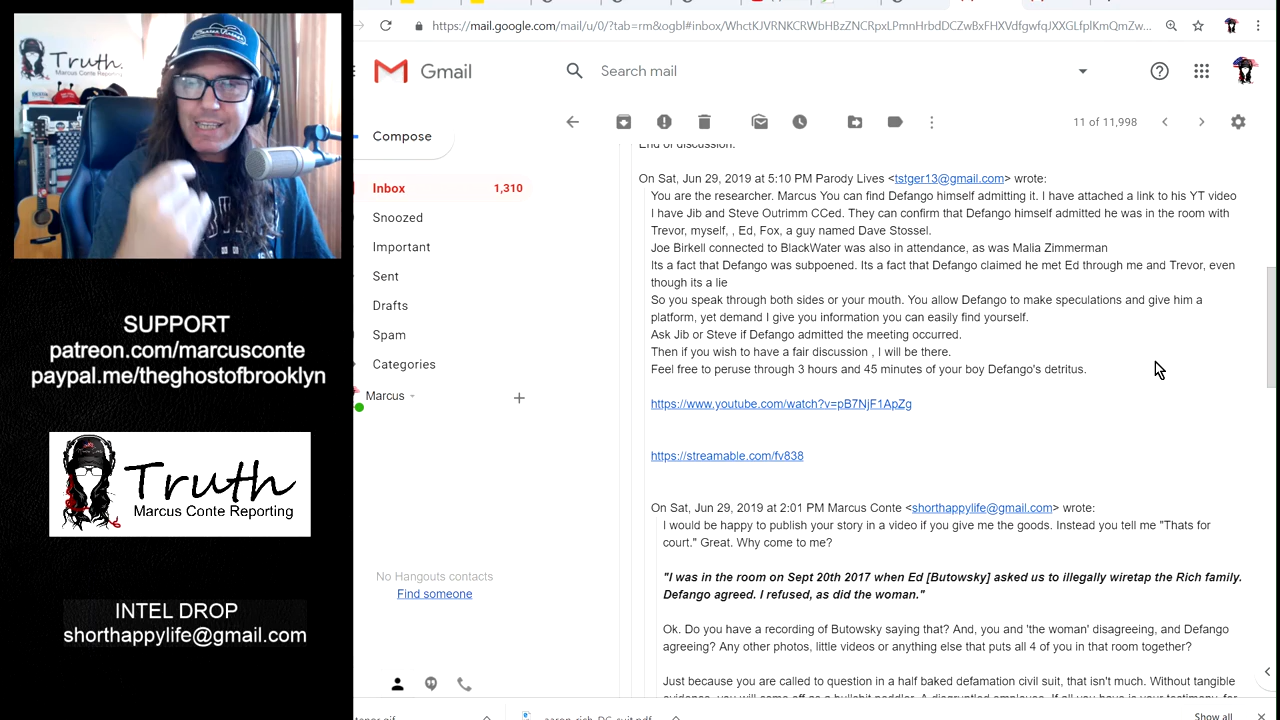 https://mail.google.com/mail/u/0/?tab=rm&ogbl#inbox/WhctKJVRNKCRWbHBzZNCRpxLPmnHpdDCZwBxFHXVdfgwfqJXXGLfpIKmQmZw...
Truth.
Marcus Conte Reporting
Gmail
Search mail
Compose
11 of 11,998
Inbox 1,310
Snoozed
Important
Sent
Drafts
Spam
Categories
Marcus
No Hangouts contacts
Find someone
End of discussion.
On Sat, Jun 29, 2019 at 5:10 PM Parody Lives <tstger13@gmail.com> wrote:
You are the researcher. Marcus You can find Defango himself admitting it. I have attached a link to his YT video
I have Jib and Steve Outrimm CCed. They can confirm that Defango himself admitted he was in the room with
Trevor, myself, , Ed, Fox, a guy named Dave Stossel.
Joe Birkell connected to BlackWater was also in attendance, as was Malia Zimmerman
Its a fact that Defango was subpoened. Its a fact that Defango claimed he met Ed through me and Trevor, even
though its a lie
So you speak through both sides or your mouth. You allow Defango to make speculations and give him a
platform, yet demand I give you information you can easily find yourself.
Ask Jib or Steve if Defango admitted the meeting occurred.
Then if you wish to have a fair discussion , I will be there.
Feel free to peruse through 3 hours and 45 minutes of your boy Defango's detritus.
https://www.youtube.com/watch?v=pB7NjF1ApZg
https://streamable.com/fv838
On Sat, Jun 29, 2019 at 2:01 PM Marcus Conte <shorthappylife@gmail.com> wrote:
I would be happy to publish your story in a video if you give me the goods. Instead you tell me "Thats for
court." Great. Why come to me?
"I was in the room on Sept 20th 2017 when Ed [Butowsky] asked us to illegally wiretap the Rich family.
Defango agreed. I refused, as did the woman."
Ok. Do you have a recording of Butowsky saying that? And, you and 'the woman' disagreeing, and Defango
agreeing? Any other photos, little videos or anything else that puts all 4 of you in that room together?
Just because you are called to question in a half baked defamation civil suit, that isn't much. Without tangible
SUPPORT
patreon.com/marcusconte
paypal.me/theghostofbrooklyn
Truth
Marcus Conte Reporting
INTEL DROP
shorthappylife@gmail.com
Show all